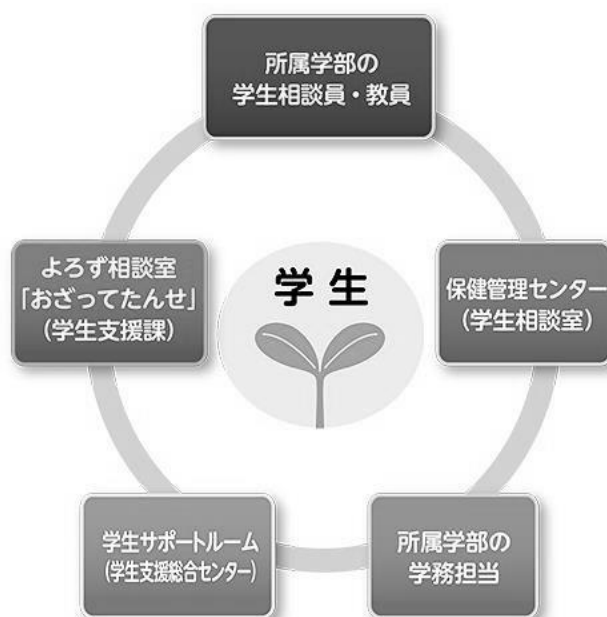 所属学部の
学生相談員・教員
よろず相談室
「おざってたんせ」
(学生支援課)
学生
保健管理センター
(学生相談室)
学生サポートルーム
(学生支援総合センター)
所属学部の
学務担当